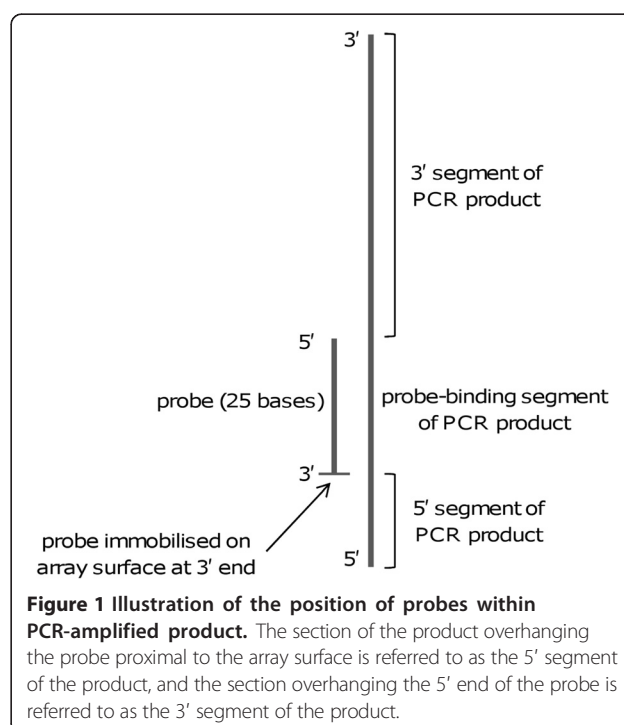 3′
3′ segment of
PCR product
5′
probe (25 bases)
probe-binding segment
of PCR product
3′
5′ segment of
PCR product
probe immobilised on
array surface at 3′ end
5′
Figure 1 Illustration of the position of probes within
PCR-amplified product. The section of the product overhanging
the probe proximal to the array surface is referred to as the 5′ segment
of the product, and the section overhanging the 5′ end of the probe is
referred to as the 3′ segment of the product.